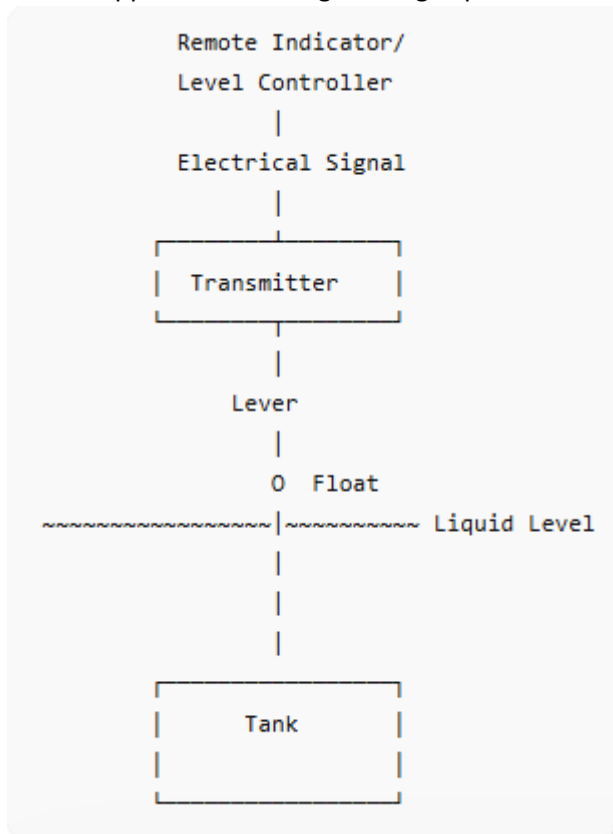 Remote Indicator/
Level Controller
Electrical Signal
Transmitter
Lever
O Float
~~~~~~~~~~~~~~~~~|~~~~~~~~~~ Liquid Level
Tank